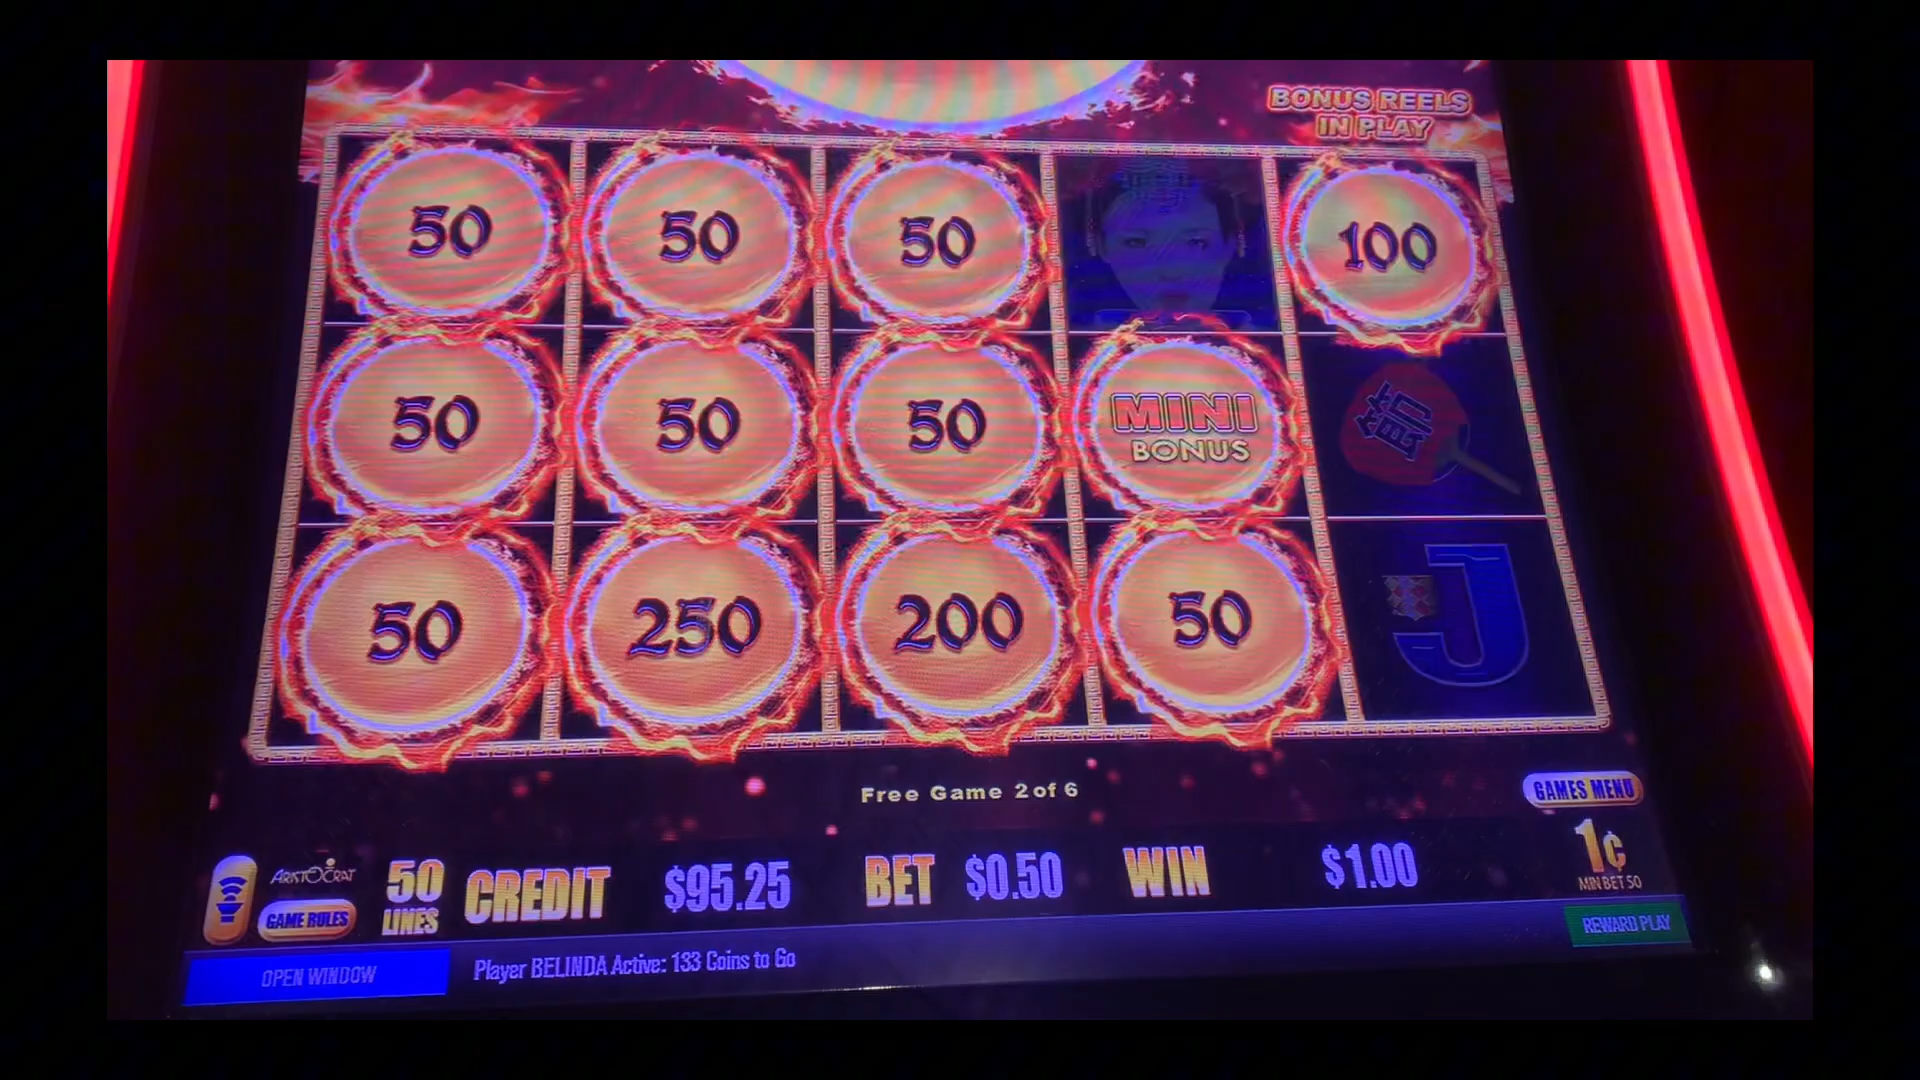 BONUS REELS
IN PLAY
50 50 50 100
50 50 50 MINI
BONUS
福
50 250 200 50 J
Free Game 2 of 6
GAMES MENU
ARISTOCRAT
GAME RULES
50
LINES
CREDIT $95.25 BET $0.50 WIN $1.00
1¢
MIN BET 50
REWARD PLAY
OPEN WINDOW
Player BELINDA Active: 133 Coins to Go